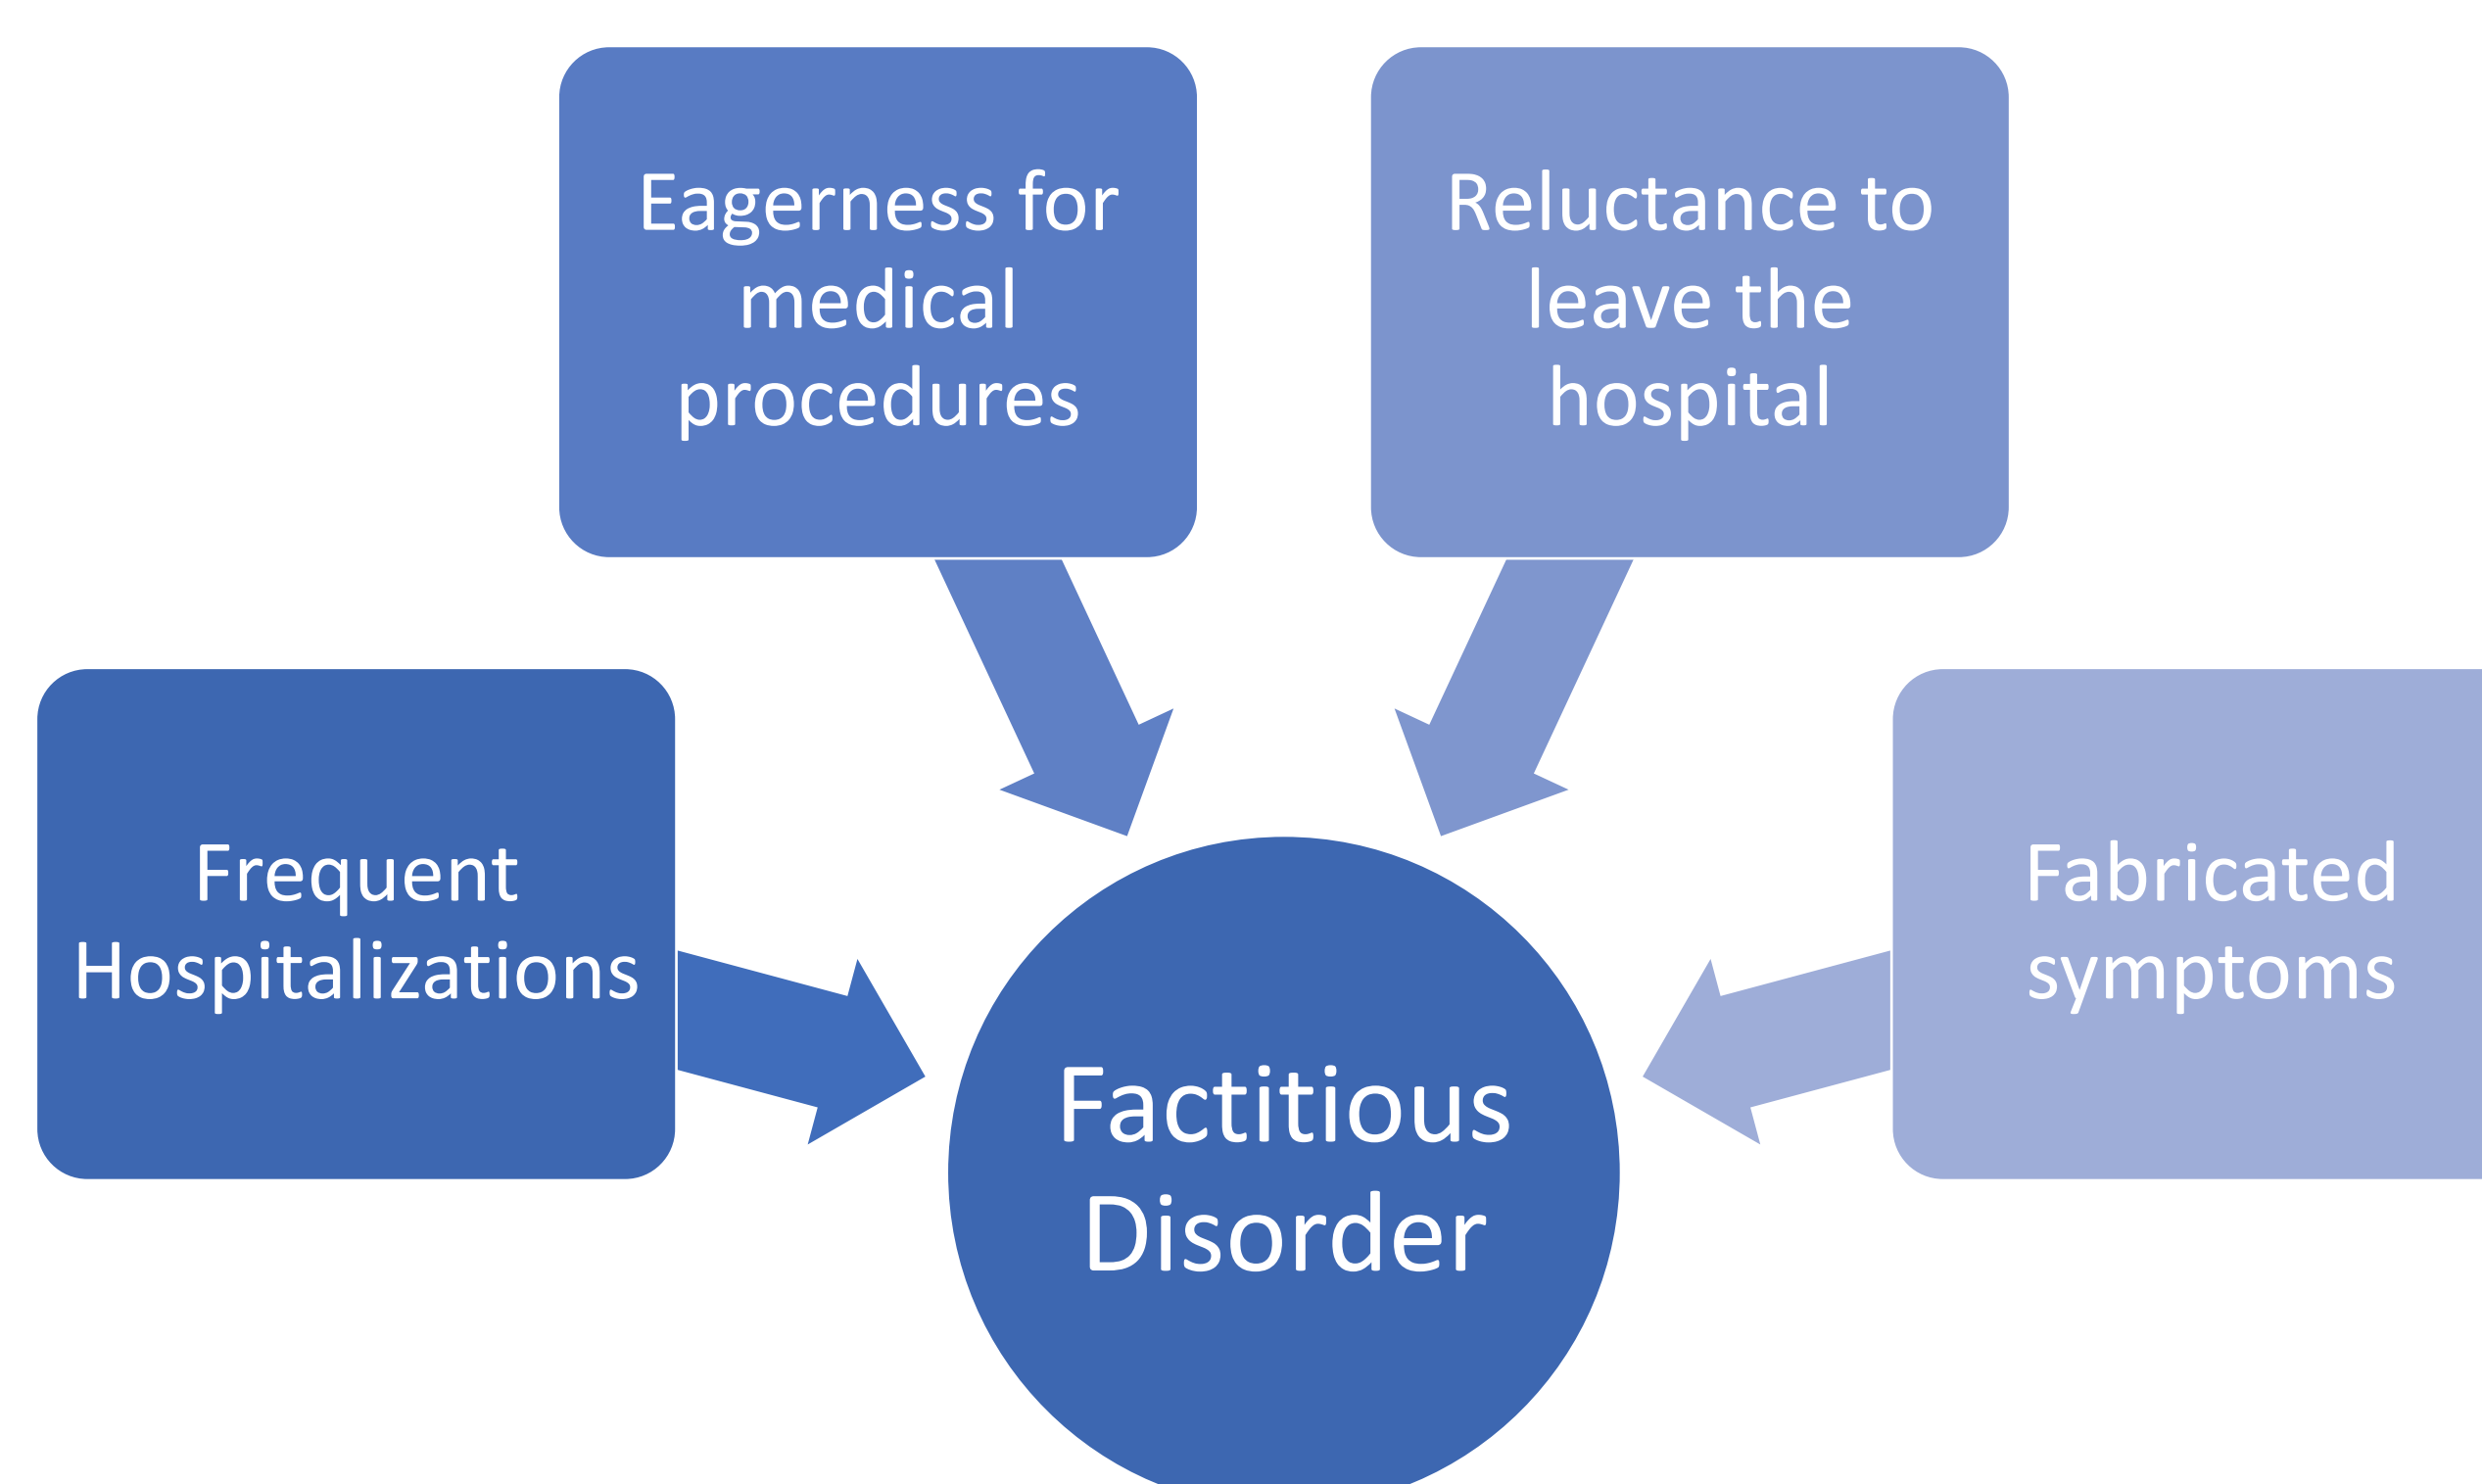 Eagerness for
medical
procedures
Reluctance to
leave the
hospital
Frequent
Hospitalizations
Fabricated
symptoms
Factitious
Disorder